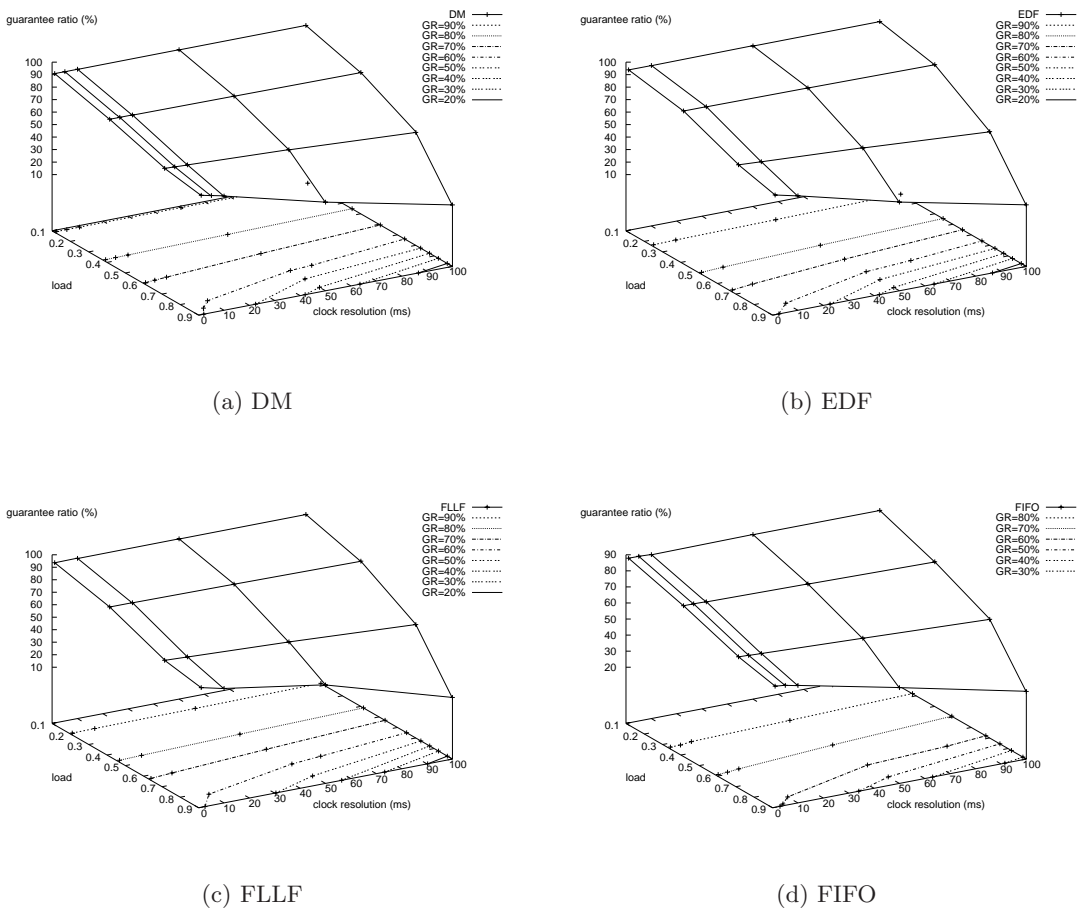 guarantee ratio (%)
DM
GR=90%
GR=80%
GR=70%
GR=60%
GR=50%
GR=40%
GR=30%
GR=20%
100
90
80
70
60
50
40
30
20
10
0.1
0.2
0.3
0.4
0.5
0.6
0.7
0.8
0.9
load
0
10
20
30
40
50
60
70
80
90
100
clock resolution (ms)
(a) DM
guarantee ratio (%)
EDF
GR=90%
GR=80%
GR=70%
GR=60%
GR=50%
GR=40%
GR=30%
GR=20%
100
90
80
70
60
50
40
30
20
10
0.1
0.2
0.3
0.4
0.5
0.6
0.7
0.8
0.9
load
0
10
20
30
40
50
60
70
80
90
100
clock resolution (ms)
(b) EDF
guarantee ratio (%)
FLLF
GR=90%
GR=80%
GR=70%
GR=60%
GR=50%
GR=40%
GR=30%
GR=20%
100
90
80
70
60
50
40
30
20
10
0.1
0.2
0.3
0.4
0.5
0.6
0.7
0.8
0.9
load
0
10
20
30
40
50
60
70
80
90
100
clock resolution (ms)
(c) FLLF
guarantee ratio (%)
FIFO
GR=80%
GR=70%
GR=60%
GR=50%
GR=40%
GR=30%
90
80
70
60
50
40
30
20
0.1
0.2
0.3
0.4
0.5
0.6
0.7
0.8
0.9
load
0
10
20
30
40
50
60
70
80
90
100
clock resolution (ms)
(d) FIFO